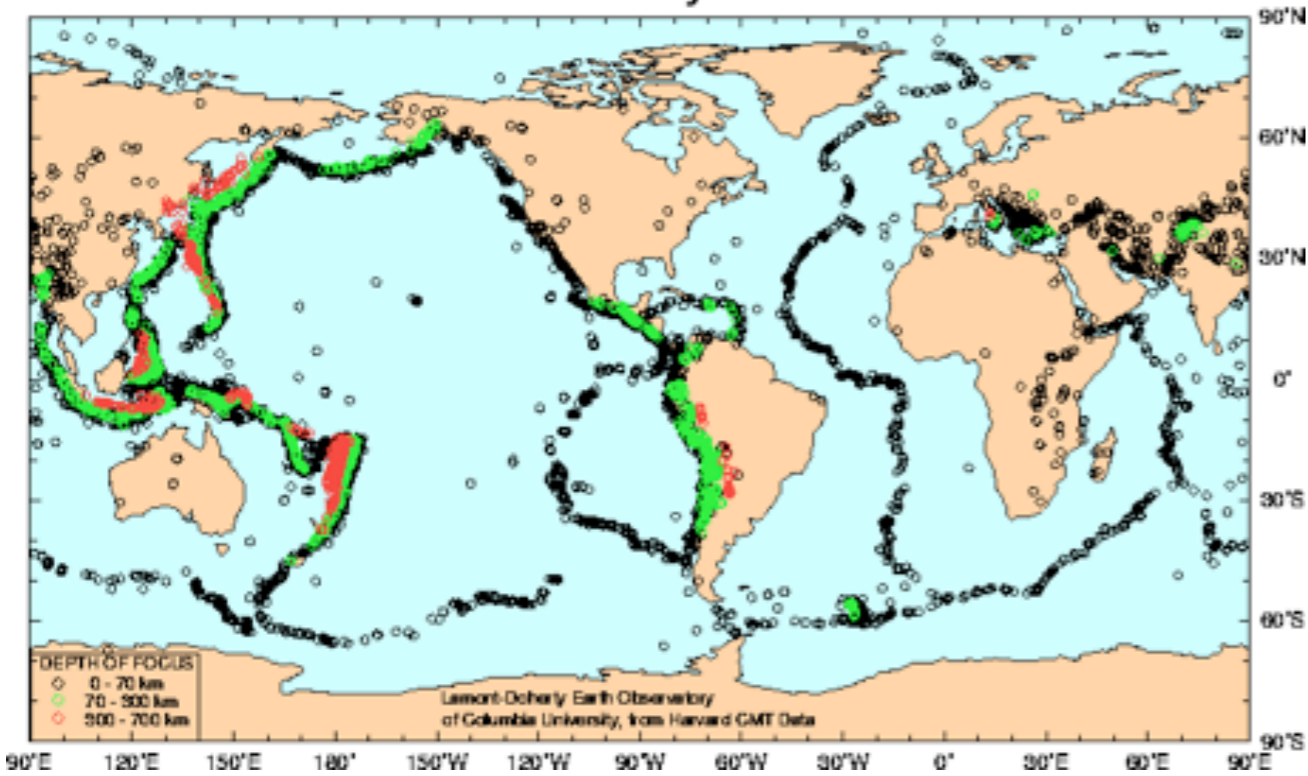 90°N
60°N
30°N
0°
30°S
60°S
90°S
DEPTH OF FOCUS
0 - 70 km
70 - 300 km
300 - 700 km
Lamont-Doherty Earth Observatory
of Columbia University, from Harvard CMT Data
90°E 120°E 150°E 180° 150°W 120°W 90°W 60°W 30°W 0° 30°E 60°E 90°E